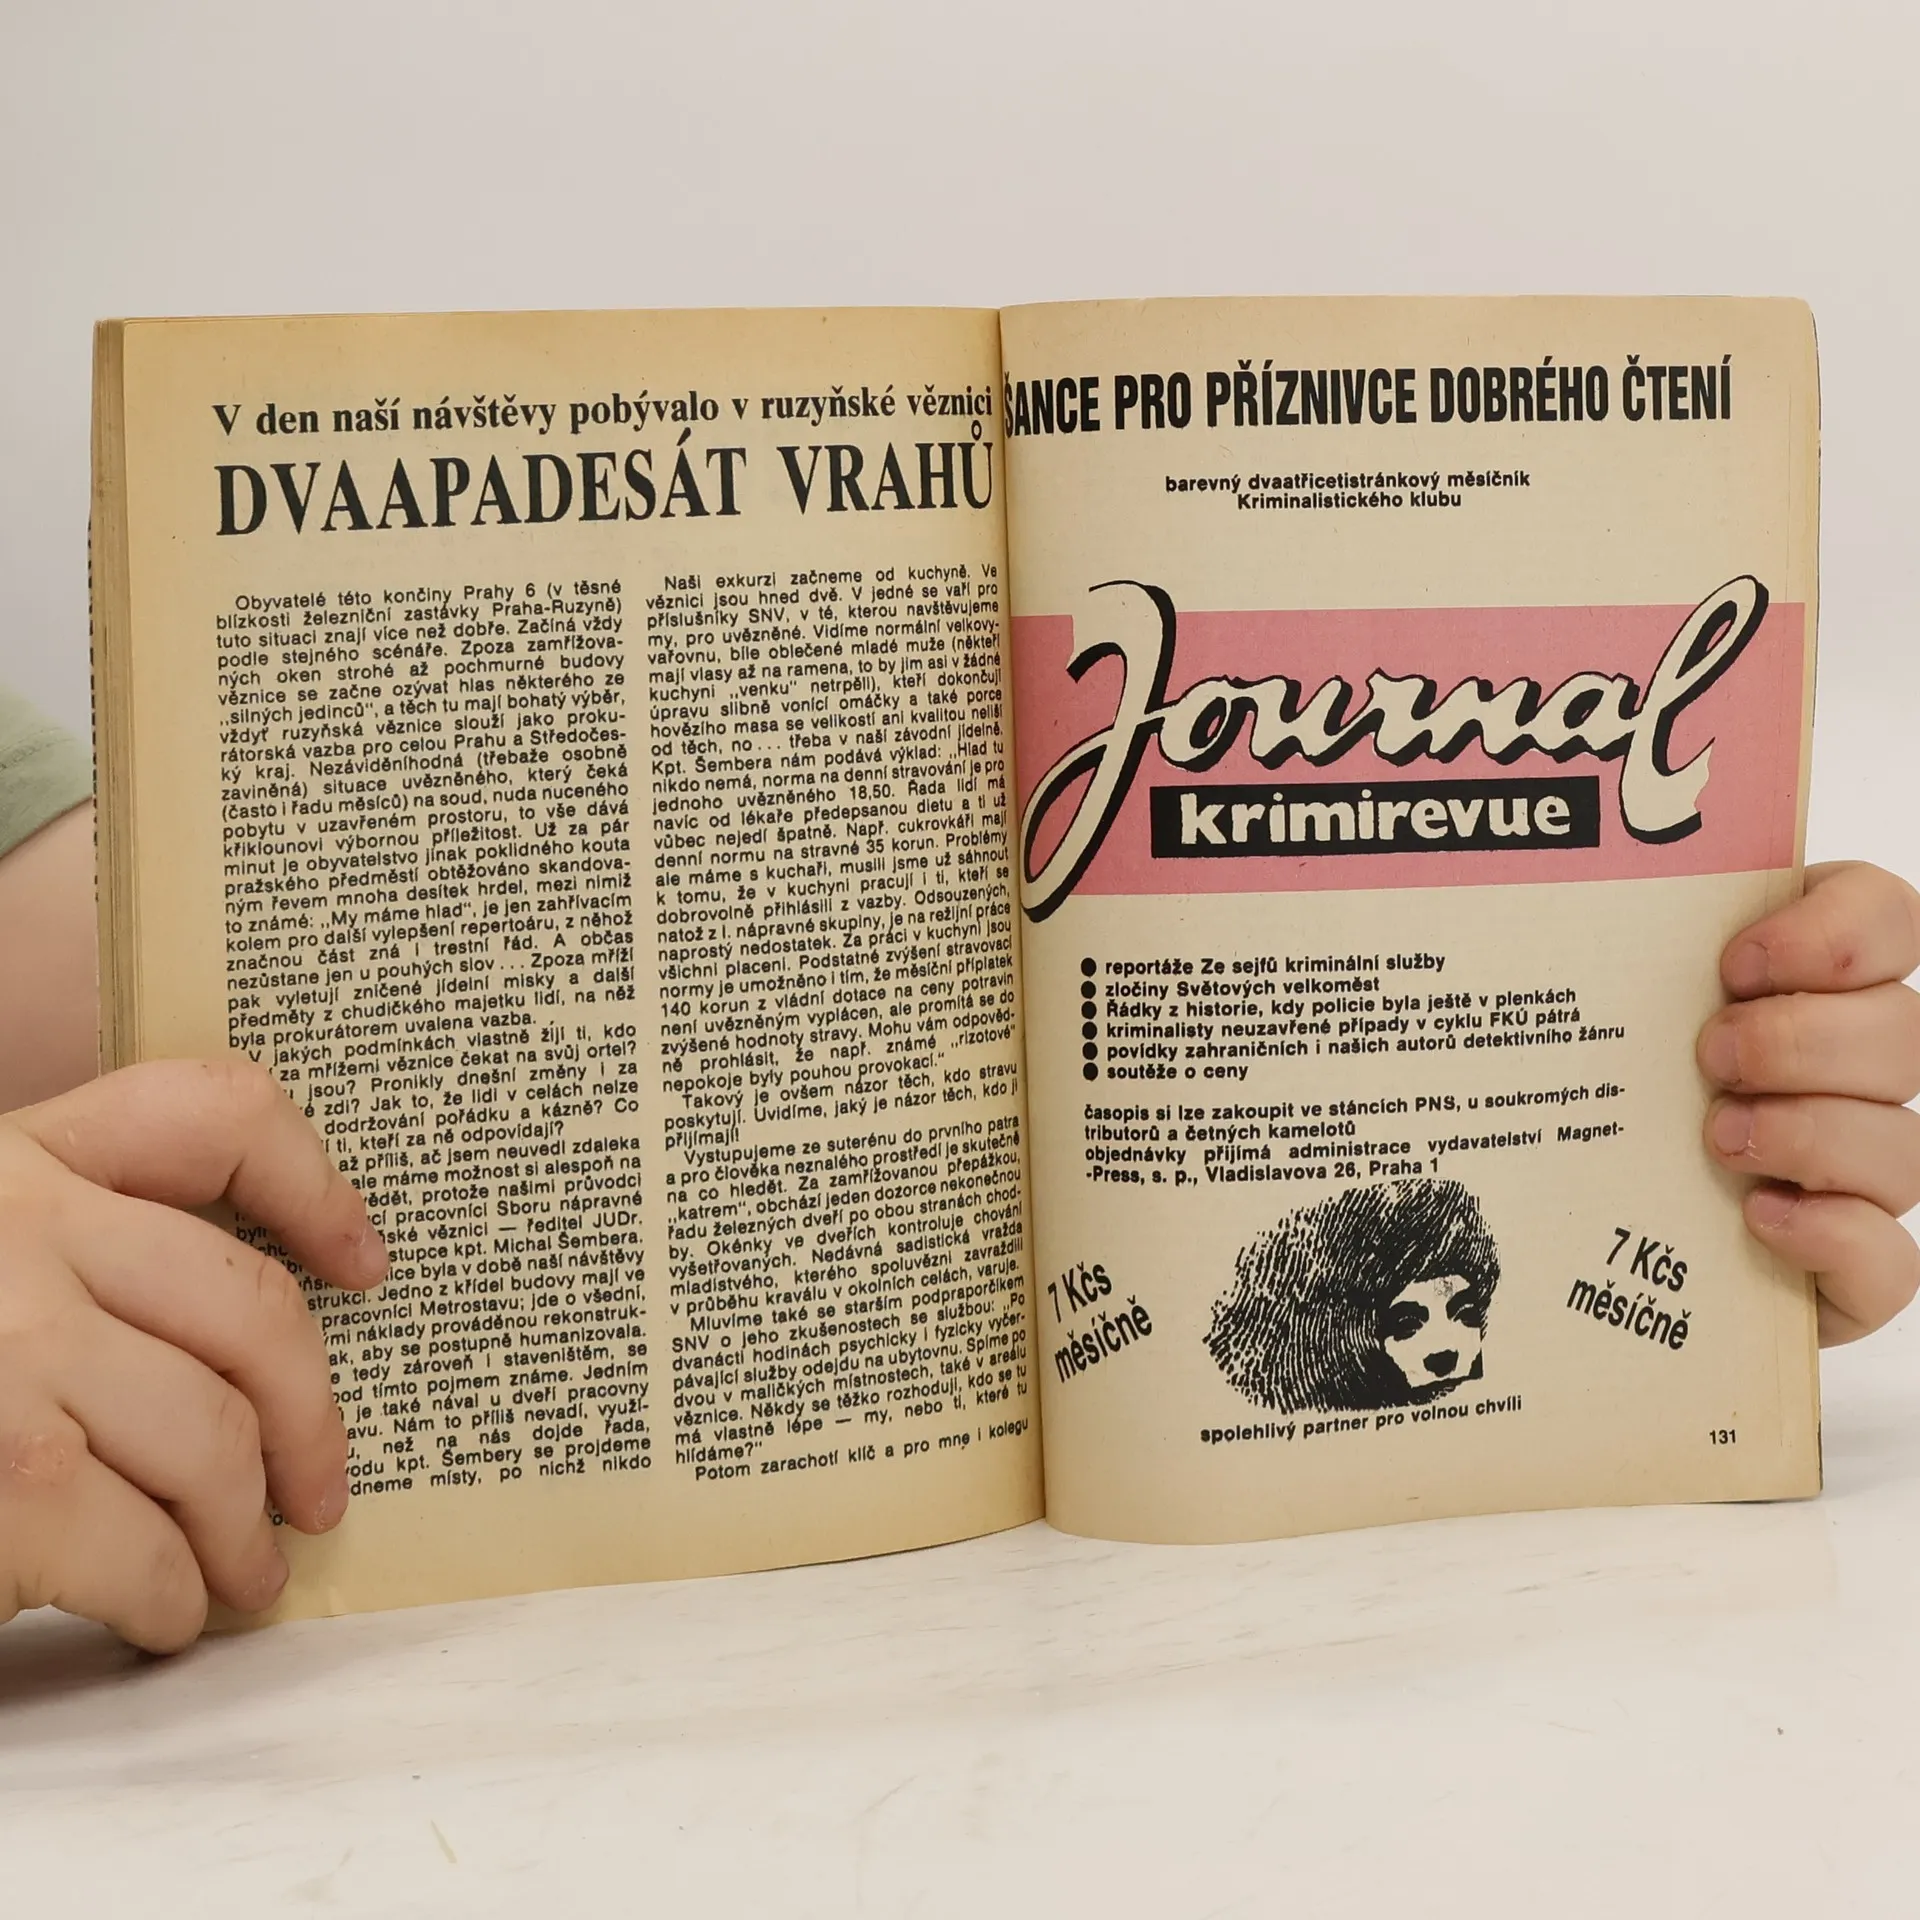 V den naší návštěvy pobývalo v ruzyňské věznici
DVAAPADESÁT VRAHŮ
Obyvatelé této končiny Prahy 6 (v těsné
blízkosti železniční zastávky Praha-Ruzyně)
tuto situaci znají více než dobře. Začíná vždy
podle stejného scénáře. Zpoza zamřížova-
ných oken strohé až pochmurné budovy
věznice se začne ozývat hlas některého ze
„silných jedinců“, a těch tu mají bohatý výběr,
vždyť ruzyňská věznice slouží jako proku-
rátorská vazba pro celou Prahu a Středočes-
ký kraj. Nezáviděníhodná (třebaže osobně
zaviněná) situace uvězněného, který čeká
(často i řadu měsíců) na soud, nuda nuceného
pobytu v uzavřeném prostoru, to vše dává
křiklounovi výbornou příležitost. Už za pár
minut je obyvatelstvo jinak poklidného kouta
pražského předměstí obtěžováno skandova-
ným řevem mnoha desítek hrdel, mezi nimiž
to známé: „My máme hlad“, je jen zahřívacím
kolem pro další vylepšení repertoáru, z něhož
značnou část zná i trestní řád. A občas
nezůstane jen u pouhých slov... Zpoza mříží
pak vyletují zničené jídelní misky a další
předměty z chudičkého majetku lidí, na něž
byla prokurátorem uvalena vazba.
V jakých podmínkách vlastně žijí ti, kdo
za mřížemi věznice čekat na svůj ortel?
jsou? Pronikly dnešní změny i za
zdi? Jak to, že lidi v celách nelze
dodržování pořádku a kázně? Co
ti, kteří za ně odpovídají?
až příliš, ač jsem neuvedl zdaleka
ale máme možnost si alespoň na
vědět, protože našimi průvodci
pracovníci Sboru nápravné
věznici — ředitel JUDr.
stupce kpt. Michal Šembera.
ice byla v době naší návštěvy
strukcí. Jedno z křídel budovy mají ve
pracovníci Metrostavu; jde o všední,
mi náklady prováděnou rekonstruk-
ak, aby se postupně humanizovala.
e tedy zároveň i staveništěm, se
pod tímto pojmem známe. Jedním
je také nával u dveří pracovny
avu. Nám to příliš nevadí, využí-
než na nás dojde řada,
vodu kpt. Šembery se projdeme
dneme místy, po nichž nikdo
Naši exkurzi začneme od kuchyně. Ve
věznici jsou hned dvě. V jedné se vaří pro
příslušníky SNV, v té, kterou navštěvujeme
my, pro uvězněné. Vidíme normální velkovy-
vařovnu, bíle oblečené mladé muže (někteří
mají vlasy až na ramena, to by jim asi v žádné
kuchyni „venku“ netrpěli), kteří dokončují
úpravu slibně vonící omáčky a také porce
hovězího masa se velikostí ani kvalitou neliší
od těch, no... třeba v naší závodní jídelně.
Kpt. Šembera nám podává výklad: „Hlad tu
nikdo nemá, norma na denní stravování je pro
jednoho uvězněného 18,50. Řada lidí má
navíc od lékaře předepsanou dietu a ti už
vůbec nejedí špatně. Např. cukrovkáři mají
denní normu na stravné 35 korun. Problémy
ale máme s kuchaři, musili jsme už sáhnout
k tomu, že v kuchyni pracují i ti, kteří se
dobrovolně přihlásili z vazby. Odsouzených,
natož z I. nápravné skupiny, je na režijní práce
naprostý nedostatek. Za práci v kuchyni jsou
všichni placeni. Podstatné zvýšení stravovací
normy je umožněno i tím, že měsíční příplatek
140 korun z vládní dotace na ceny potravin
není uvězněným vyplácen, ale promítá se do
zvýšené hodnoty stravy. Mohu vám odpověd-
ně prohlásit, že např. známé „rizotové“
nepokoje byly pouhou provokací.“
Takový je ovšem názor těch, kdo stravu
poskytují. Uvidíme, jaký je názor těch, kdo ji
přijímají!
Vystupujeme ze suterénu do prvního patra
a pro člověka neznalého prostředí je skutečně
na co hledět. Za zamřížovanou přepážkou,
„katrem“, obchází jeden dozorce nekonečnou
řadu železných dveří po obou stranách chod-
by. Okénky ve dveřích kontroluje chování
vyšetřovaných. Nedávná sadistická vražda
mladistvého, kterého spoluvězni zavraždili
v průběhu kraválu v okolních celách, varuje.
Mluvíme také se starším podpraporčíkem
SNV o jeho zkušenostech se službou: „Po
dvanácti hodinách psychicky i fyzicky vyčer-
pávající služby odejdu na ubytovnu. Spíme po
dvou v maličkých místnostech, také v areálu
věznice. Někdy se těžko rozhodují, kdo se tu
má vlastně lépe — my, nebo ti, které tu
hlídáme?“
Potom zarachotí klíč a pro mne i kolegu
ŠANCE PRO PŘÍZNIVCE DOBRÉHO ČTENÍ
barevný dvaatřicetistránkový měsíčník
Kriminalistického klubu
Journal
krimirevue
● reportáže Ze sejfů kriminální služby
● zločiny Světových velkoměst
● Řádky z historie, kdy policie byla ještě v plenkách
● kriminalisty neuzavřené případy v cyklu FKÚ pátrá
● povídky zahraničních i našich autorů detektivního žánru
● soutěže o ceny
časopis si lze zakoupit ve stáncích PNS, u soukromých dis-
tributorů a četných kamelotů
objednávky přijímá administrace vydavatelství Magnet-
-Press, s. p., Vladislavova 26, Praha 1
7 Kčs
měsíčně
7 Kčs
měsíčně
spolehlivý partner pro volnou chvíli
131